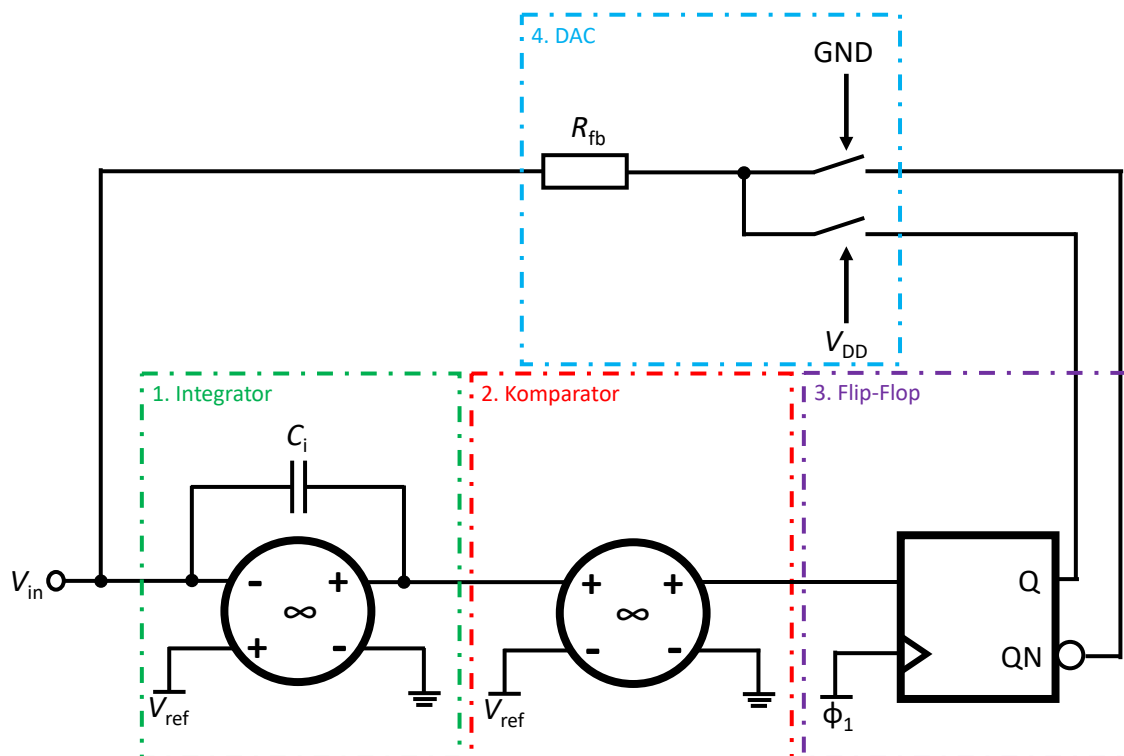 4. DAC
GND
R_fb
V_DD
1. Integrator
2. Komparator
3. Flip-Flop
C_i
V_in
- +
∞
+ -
V_ref
+ +
∞
- -
V_ref
Q
QN
Φ_1